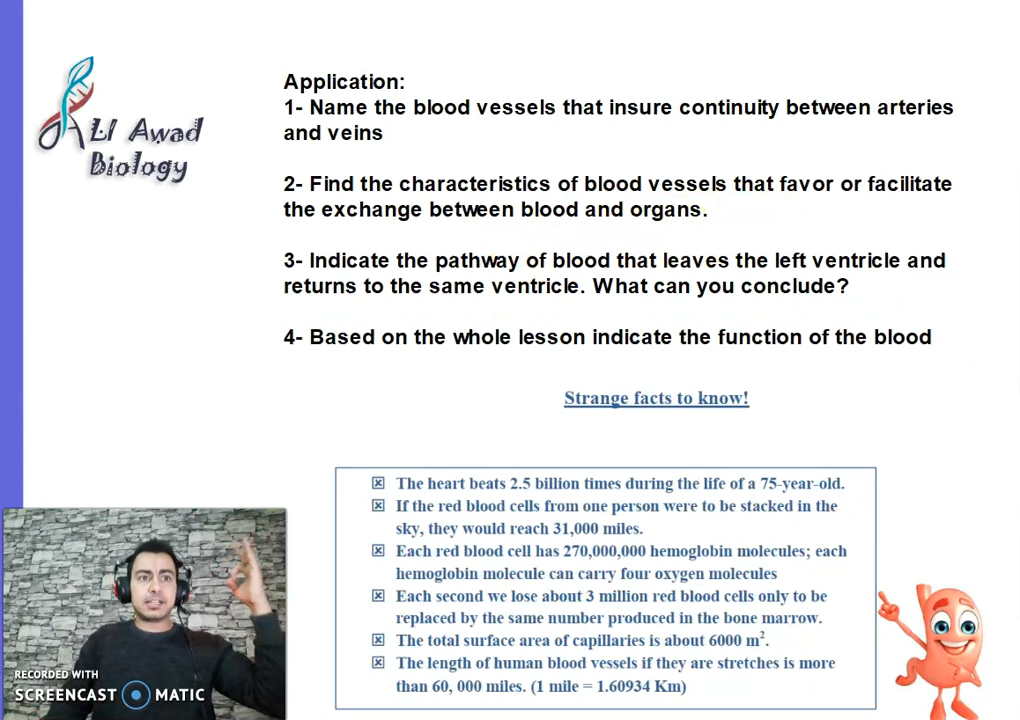 ALI Awad
Biology
Application:
1- Name the blood vessels that insure continuity between arteries
and veins
2- Find the characteristics of blood vessels that favor or facilitate
the exchange between blood and organs.
3- Indicate the pathway of blood that leaves the left ventricle and
returns to the same ventricle. What can you conclude?
4- Based on the whole lesson indicate the function of the blood
Strange facts to know!
The heart beats 2.5 billion times during the life of a 75-year-old.
If the red blood cells from one person were to be stacked in the
sky, they would reach 31,000 miles.
Each red blood cell has 270,000,000 hemoglobin molecules; each
hemoglobin molecule can carry four oxygen molecules
Each second we lose about 3 million red blood cells only to be
replaced by the same number produced in the bone marrow.
The total surface area of capillaries is about 6000 m².
The length of human blood vessels if they are stretches is more
than 60, 000 miles. (1 mile = 1.60934 Km)
RECORDED WITH
SCREENCAST MATIC